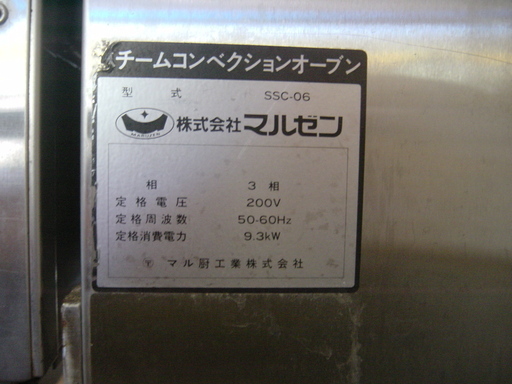 スチームコンベクションオーブン
型式 SSC-06
MARUZEN 株式会社マルゼン
相 3相
定格電圧 200V
定格周波数 50-60Hz
定格消費電力 9.3kW
マル厨工業株式会社